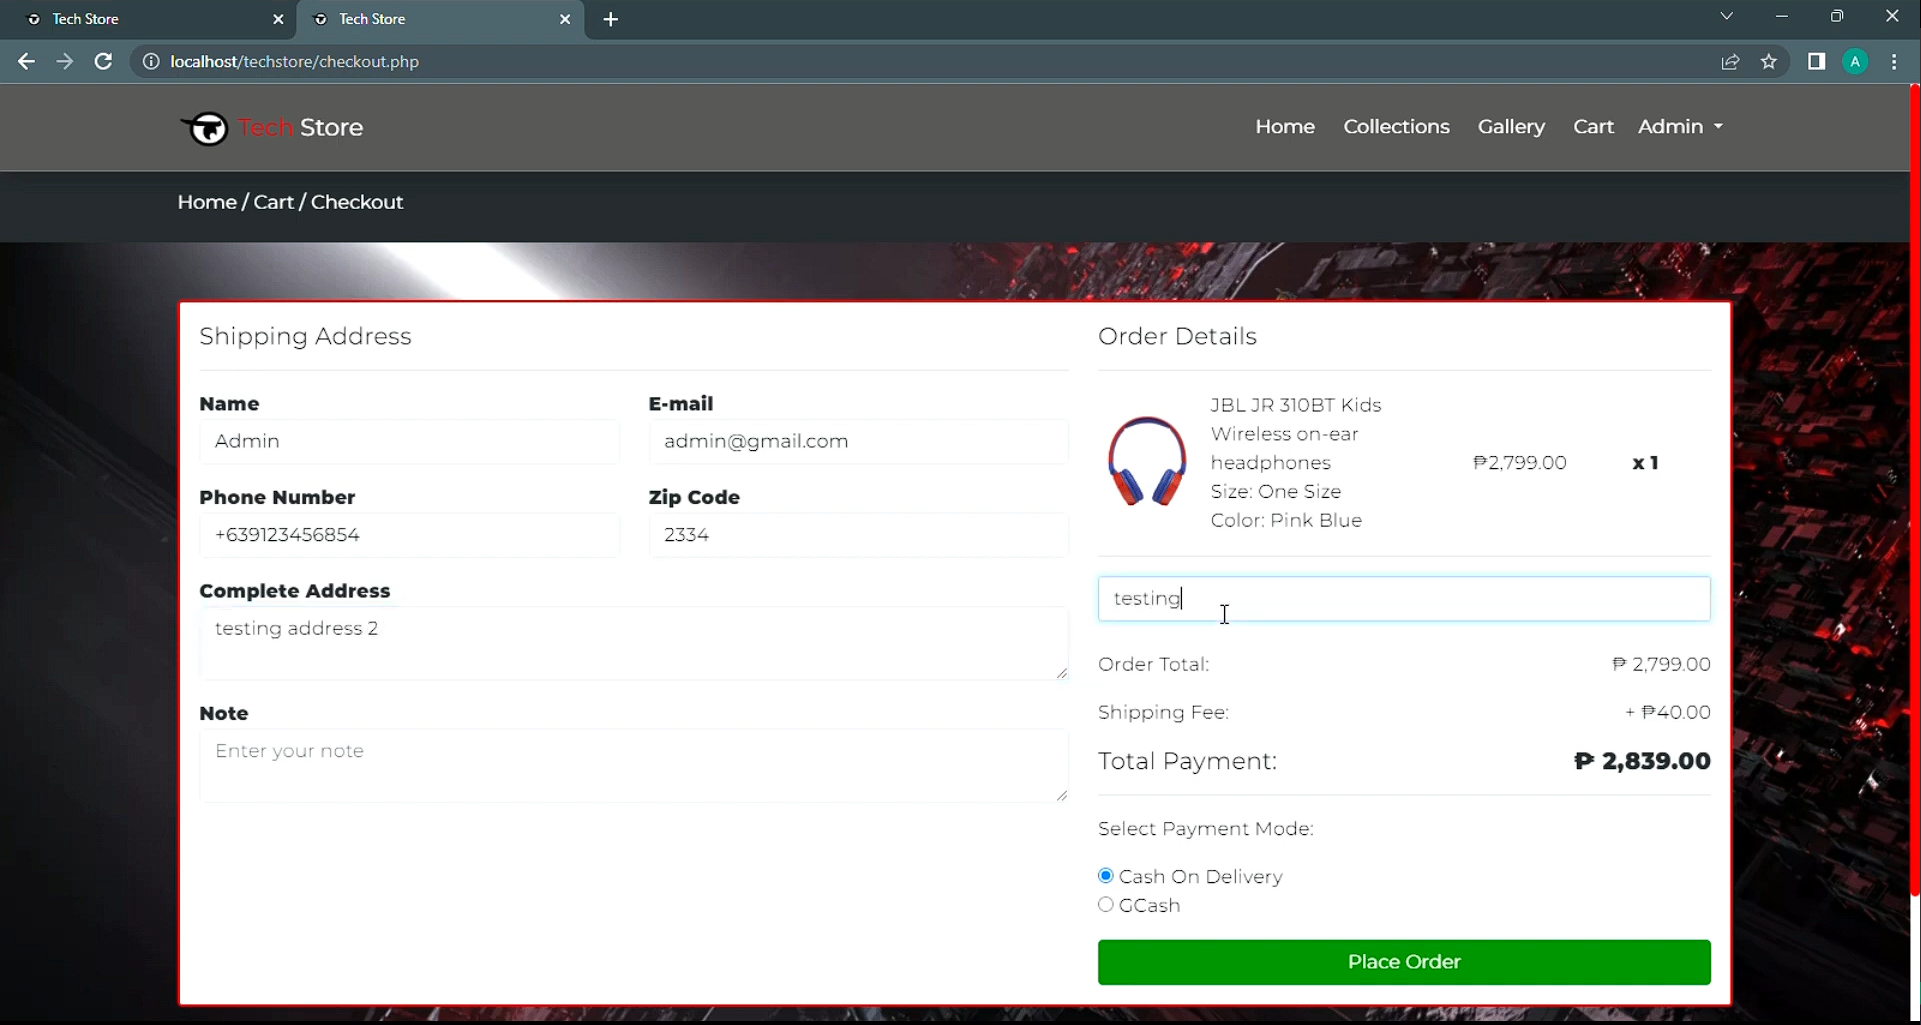 Tech Store
Tech Store
localhost/techstore/checkout.php
A
Tech Store
Home Collections Gallery Cart Admin
Home / Cart / Checkout
Shipping Address
Name
Admin
E-mail
admin@gmail.com
Phone Number
+639123456854
Zip Code
2334
Complete Address
testing address 2
Note
Enter your note
Order Details
JBL JR 310BT Kids
Wireless on-ear
headphones
Size: One Size
Color: Pink Blue
₱2,799.00
x 1
testing
Order Total: ₱ 2,799.00
Shipping Fee: + ₱40.00
Total Payment: ₱ 2,839.00
Select Payment Mode:
Cash On Delivery
GCash
Place Order